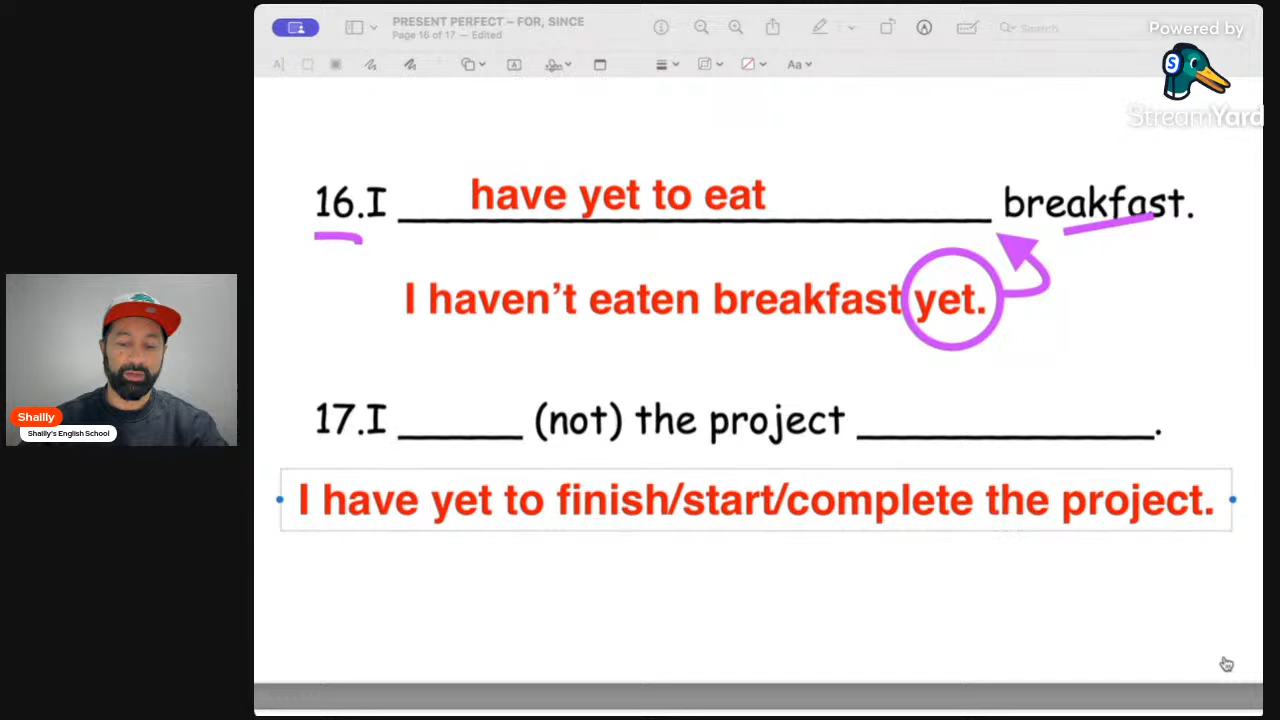 PRESENT PERFECT – FOR, SINCE
Page 16 of 17 — Edited
Search
Powered by
StreamYard
16.I have yet to eat breakfast.
I haven't eaten breakfast yet.
17.I ______ (not) the project ______________.
I have yet to finish/start/complete the project.
Shailly
Shailly's English School